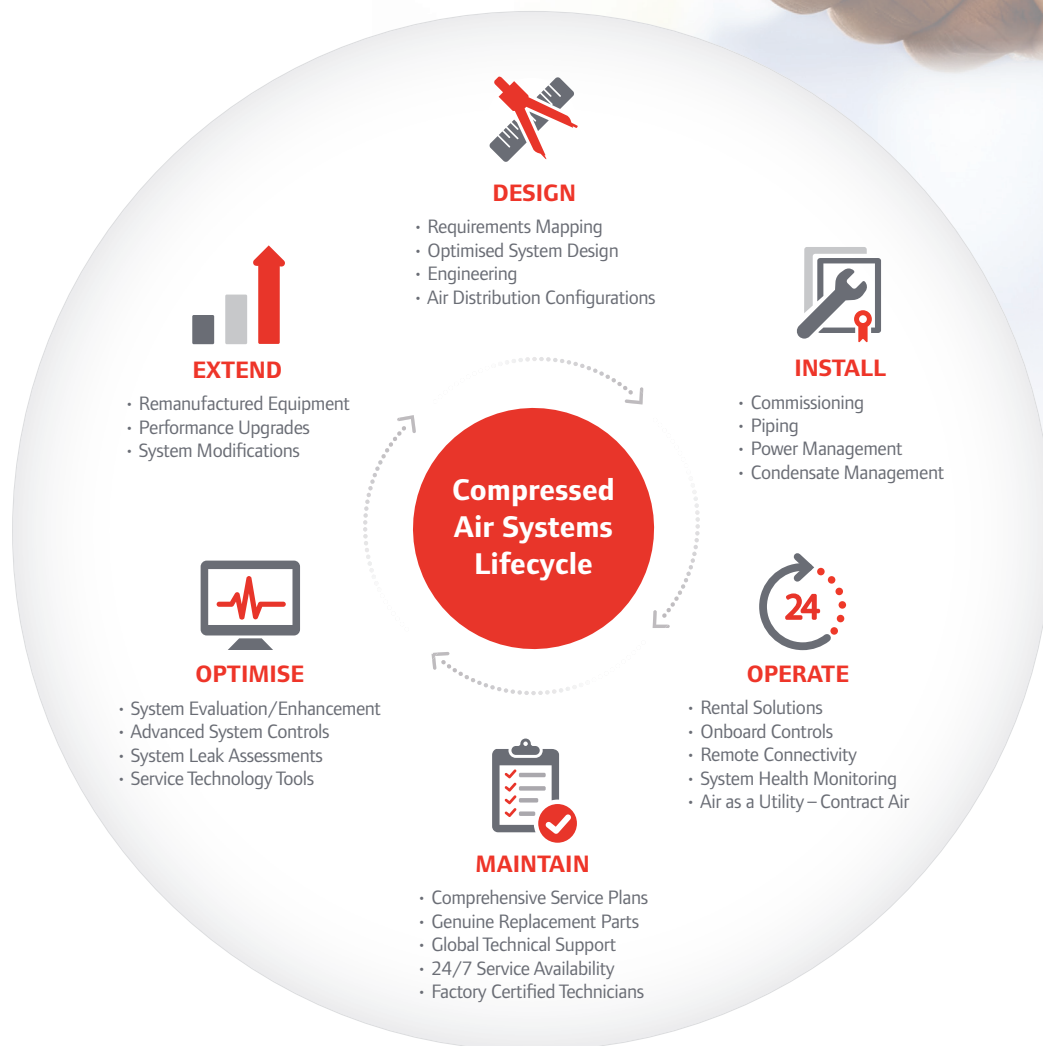 DESIGN
· Requirements Mapping
· Optimised System Design
· Engineering
· Air Distribution Configurations
INSTALL
· Commissioning
· Piping
· Power Management
· Condensate Management
24
OPERATE
· Rental Solutions
· Onboard Controls
· Remote Connectivity
· System Health Monitoring
· Air as a Utility – Contract Air
MAINTAIN
· Comprehensive Service Plans
· Genuine Replacement Parts
· Global Technical Support
· 24/7 Service Availability
· Factory Certified Technicians
OPTIMISE
· System Evaluation/Enhancement
· Advanced System Controls
· System Leak Assessments
· Service Technology Tools
EXTEND
· Remanufactured Equipment
· Performance Upgrades
· System Modifications
Compressed
Air Systems
Lifecycle